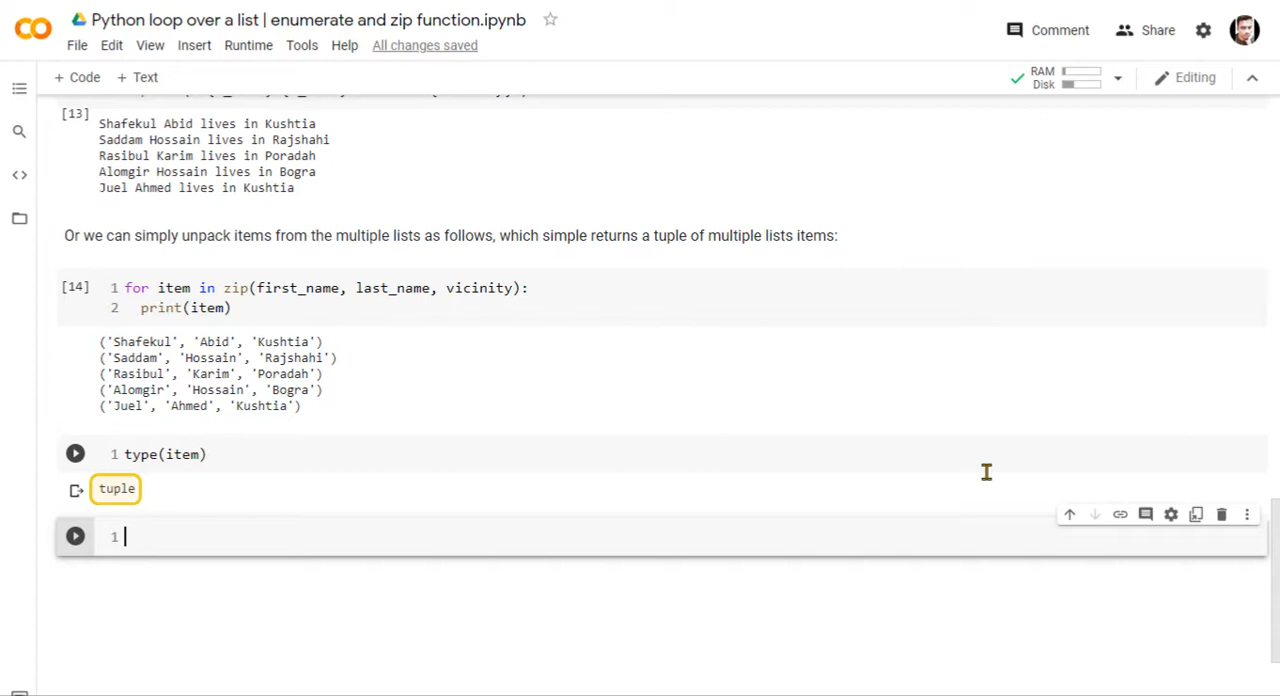 Python loop over a list | enumerate and zip function.ipynb
File Edit View Insert Runtime Tools Help All changes saved
Comment Share
+ Code + Text
RAM
Disk
Editing
[13]
Shafekul Abid lives in Kushtia
Saddam Hossain lives in Rajshahi
Rasibul Karim lives in Poradah
Alomgir Hossain lives in Bogra
Juel Ahmed lives in Kushtia
Or we can simply unpack items from the multiple lists as follows, which simple returns a tuple of multiple lists items:
[14] 1 for item in zip(first_name, last_name, vicinity):
2 print(item)
('Shafekul', 'Abid', 'Kushtia')
('Saddam', 'Hossain', 'Rajshahi')
('Rasibul', 'Karim', 'Poradah')
('Alomgir', 'Hossain', 'Bogra')
('Juel', 'Ahmed', 'Kushtia')
1 type(item)
tuple
1